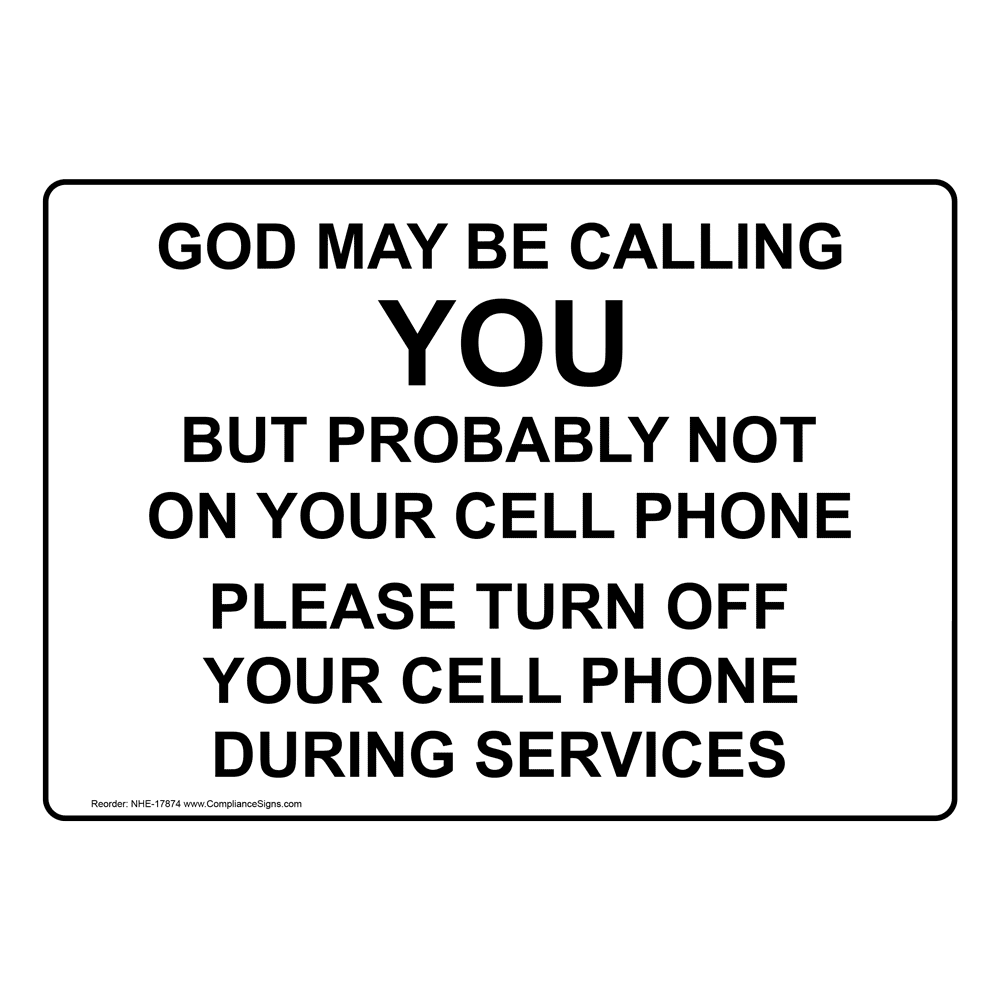 GOD MAY BE CALLING
YOU
BUT PROBABLY NOT
ON YOUR CELL PHONE
PLEASE TURN OFF
YOUR CELL PHONE
DURING SERVICES
Reorder: NHE-17874 www.ComplianceSigns.com